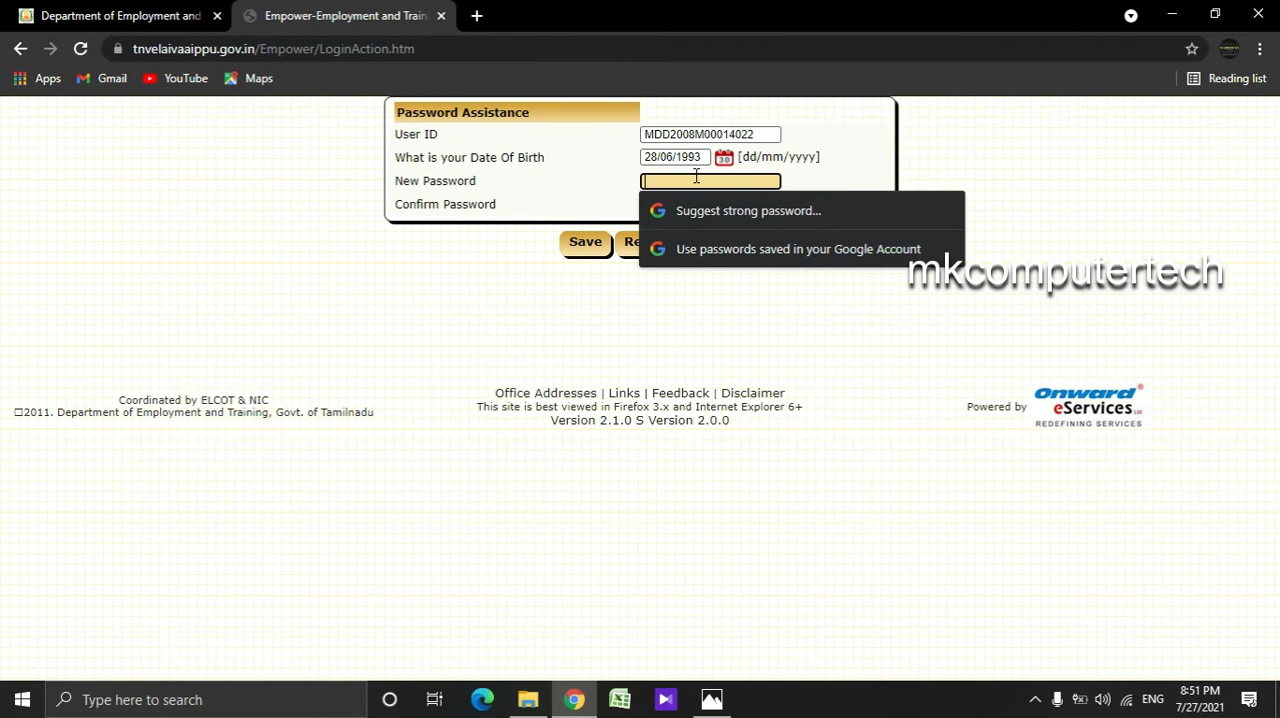 Department of Employment and
Empower-Employment and Train
tnvelaivaaippu.gov.in/Empower/LoginAction.htm
Apps
Gmail
YouTube
Maps
Reading list
Password Assistance
User ID
MDD2008M00014022
What is your Date Of Birth
28/06/1993
30
[dd/mm/yyyy]
New Password
Confirm Password
Suggest strong password...
Use passwords saved in your Google Account
Save
Re
mkcomputertech
Coordinated by ELCOT & NIC
2011. Department of Employment and Training, Govt. of Tamilnadu
Office Addresses | Links | Feedback | Disclaimer
This site is best viewed in Firefox 3.x and Internet Explorer 6+
Version 2.1.0 S Version 2.0.0
Powered by
Onward®
eServices Ltd.
REDEFINING SERVICES
Type here to search
ENG
8:51 PM
7/27/2021